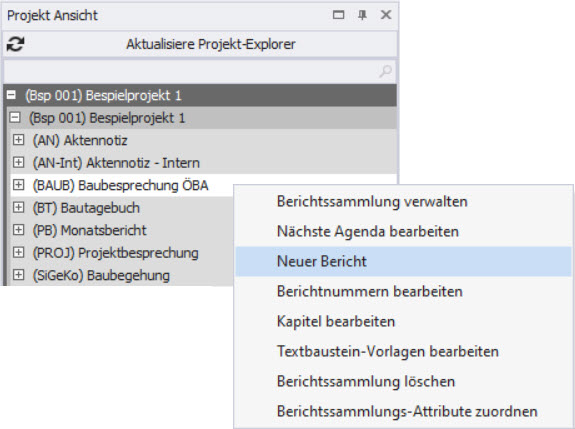 Projekt Ansicht
Aktualisiere Projekt-Explorer
(Bsp 001) Bespielprojekt 1
(Bsp 001) Bespielprojekt 1
(AN) Aktennotiz
(AN-Int) Aktennotiz - Intern
(BAUB) Baubesprechung ÖBA
(BT) Bautagebuch
(PB) Monatsbericht
(PROJ) Projektbesprechung
(SiGeKo) Baubegehung
Berichtssammlung verwalten
Nächste Agenda bearbeiten
Neuer Bericht
Berichtnummern bearbeiten
Kapitel bearbeiten
Textbaustein-Vorlagen bearbeiten
Berichtssammlung löschen
Berichtssammlungs-Attribute zuordnen